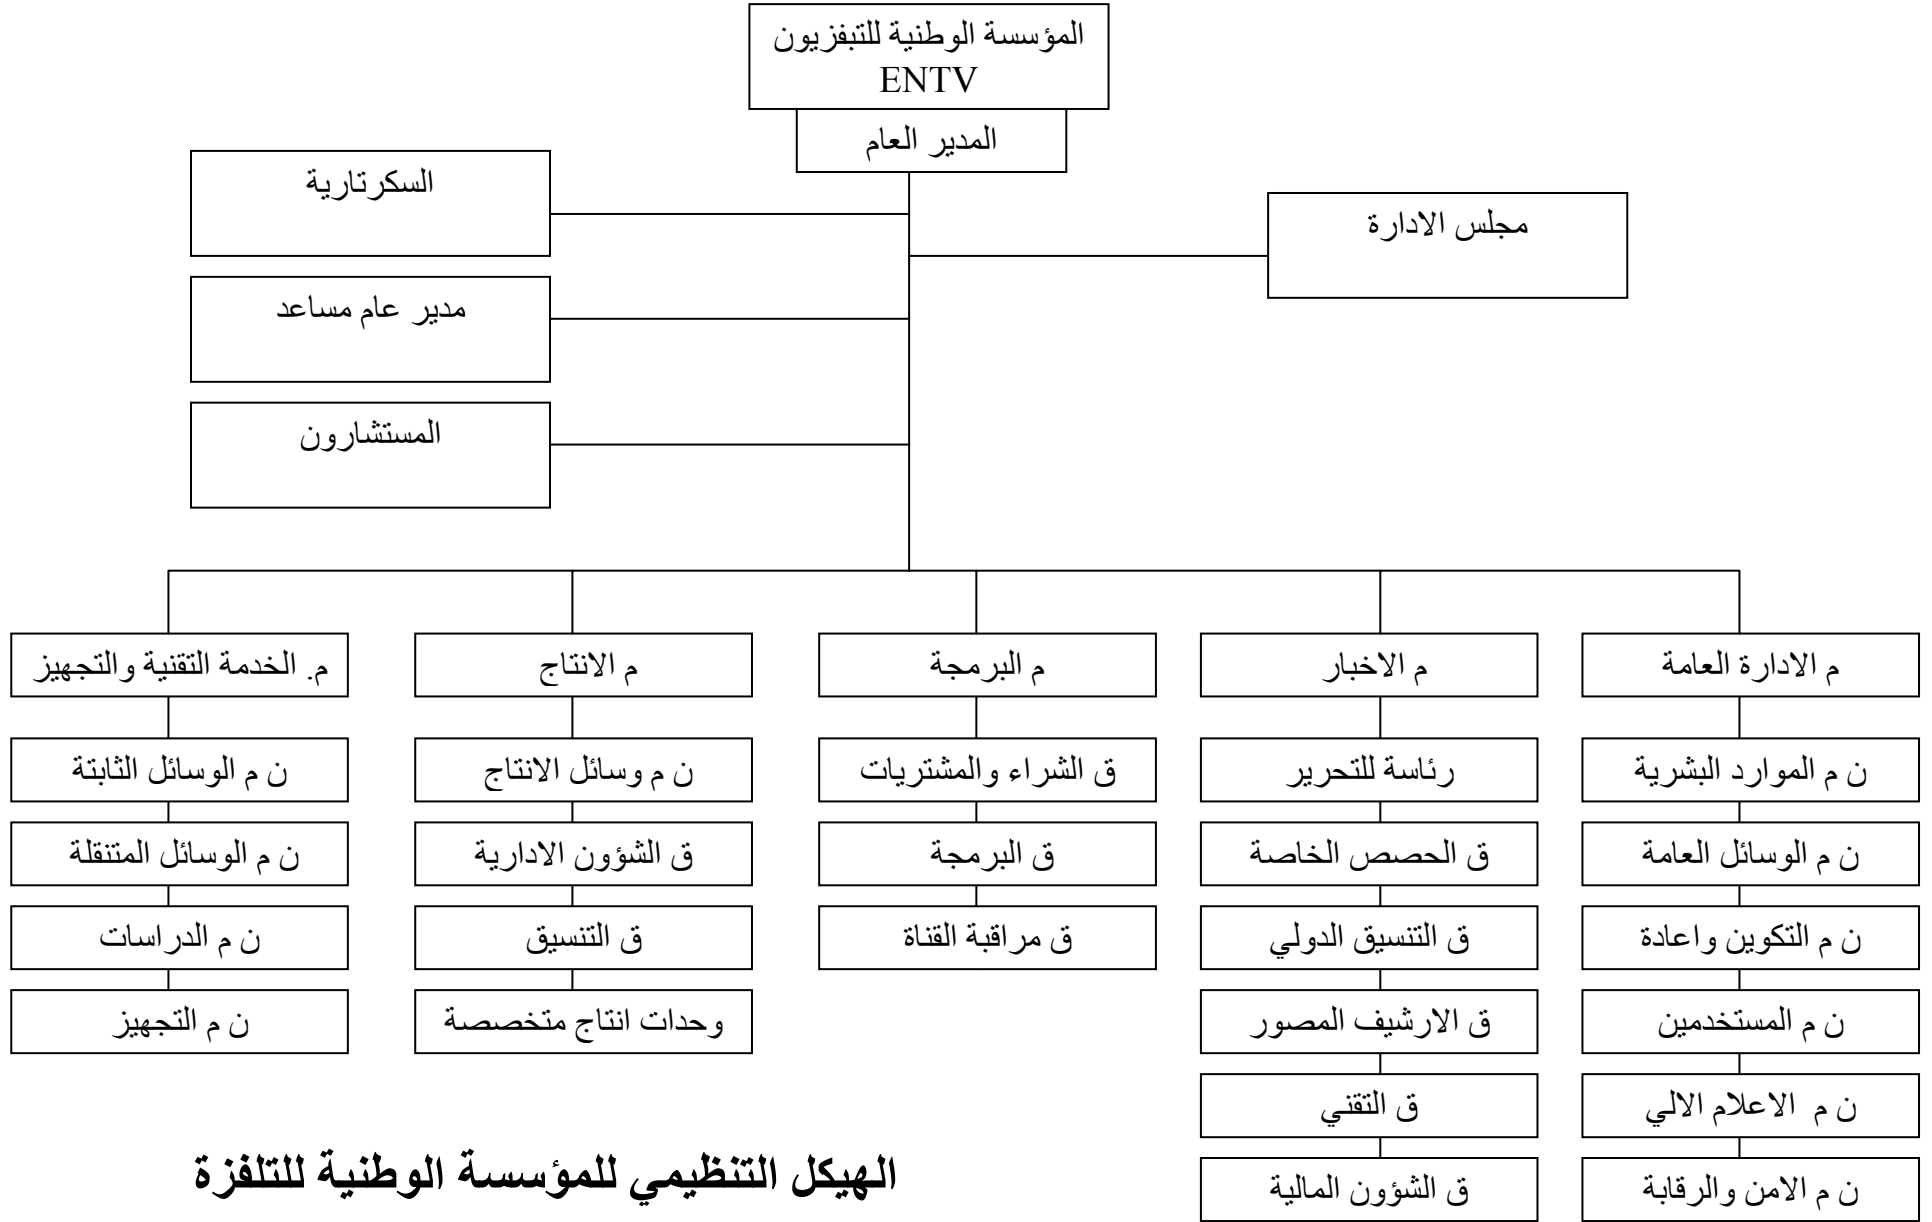 المؤسسة الوطنية للتبفزيون
ENTV
المدير العام
السكرتارية
مجلس الادارة
مدير عام مساعد
المستشارون
م الادارة العامة
ن م الموارد البشرية
ن م الوسائل العامة
ن م التكوين واعادة
ن م المستخدمين
ن م الاعلام الالي
ن م الامن والرقابة
م الاخبار
رئاسة للتحرير
ق الحصص الخاصة
ق التنسيق الدولي
ق الارشيف المصور
ق التقني
ق الشؤون المالية
م البرمجة
ق الشراء والمشتريات
ق البرمجة
ق مراقبة القناة
م الانتاج
ن م وسائل الانتاج
ق الشؤون الادارية
ق التنسيق
وحدات انتاج متخصصة
م. الخدمة التقنية والتجهيز
ن م الوسائل الثابتة
ن م الوسائل المتنقلة
ن م الدراسات
ن م التجهيز
الهيكل التنظيمي للمؤسسة الوطنية للتلفزة